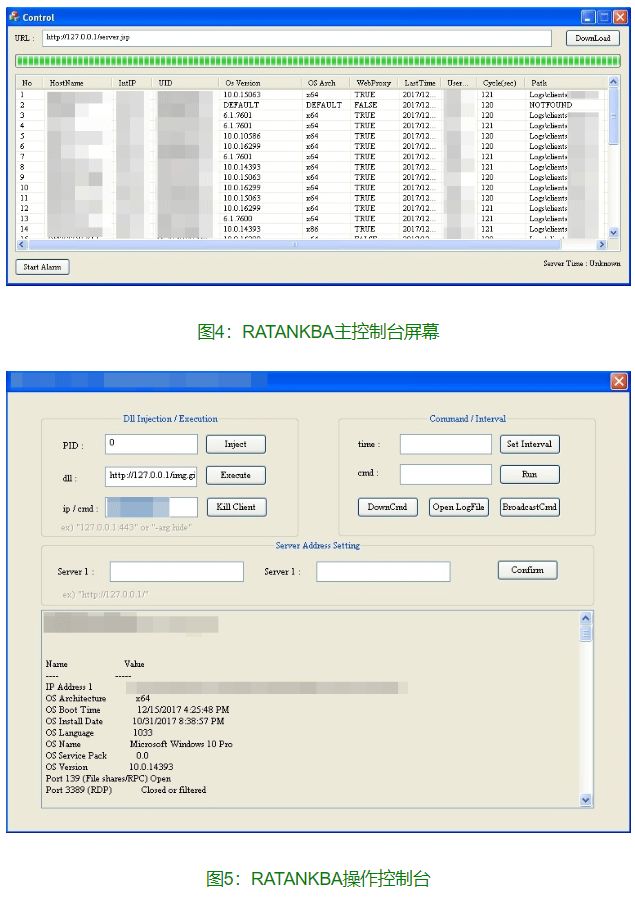 Control
URL : http://127.0.0.1/server.jsp DownLoad
No HostName IntIP UID Os Version OS Arch WebProxy LastTime User... Cycle(sec) Path
1 10.0.15063 x64 TRUE 2017/12... 121 Logs\clients
2 DEFAULT DEFAULT FALSE 2017/12... 120 NOTFOUND
3 6.1.7601 x64 TRUE 2017/12... 120 Logs\clients
4 6.1.7601 x64 TRUE 2017/12... 121 Logs\clients
5 10.0.10586 x64 TRUE 2017/12... 120 Logs\clients
6 10.0.16299 x64 TRUE 2017/12... 120 Logs\clients
7 6.1.7601 x64 TRUE 2017/12... 121 Logs\clients
8 10.0.14393 x64 TRUE 2017/12... 121 Logs\clients
9 10.0.15063 x64 TRUE 2017/12... 120 Logs\clients
10 10.0.16299 x64 TRUE 2017/12... 120 Logs\clients
11 10.0.15063 x64 TRUE 2017/12... 120 Logs\clients
12 10.0.16299 x64 TRUE 2017/12... 121 Logs\clients
13 6.1.7600 x64 TRUE 2017/12... 121 Logs\clients
14 10.0.14393 x86 TRUE 2017/12... 121 Logs\clients
Start Alarm Server Time : Unknown
图4：RATANKBA主控制台屏幕
Dll Injection / Execution Command / Interval
PID : 0 Inject time : Set Interval
dll : http://127.0.0.1/img.gi Execute cmd : Run
ip / cmd : Kill Client DownCmd Open LogFile BroadcastCmd
ex) "127.0.0.1:443" or "-arg hide"
Server Address Setting
Server 1 : Server 1 : Confirm
ex) "http://127.0.0.1/"
Name Value
---- -----
IP Address 1
OS Architecture x64
OS Boot Time 12/15/2017 4:25:48 PM
OS Install Date 10/31/2017 8:38:57 PM
OS Language 1033
OS Name Microsoft Windows 10 Pro
OS Service Pack 0.0
OS Version 10.0.14393
Port 139 (File shares/RPC) Open
Port 3389 (RDP) Closed or filtered
图5：RATANKBA操作控制台